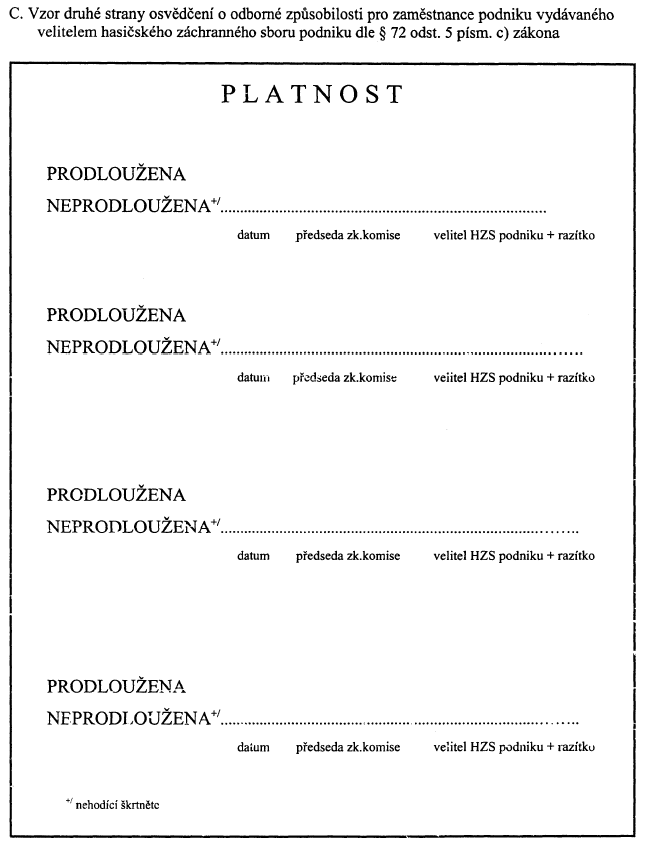 C. Vzor druhé strany osvědčení o odborné způsobilosti pro zaměstnance podniku vydávaného
velitelem hasičského záchranného sboru podniku dle § 72 odst. 5 písm. c) zákona
PLATNOST
PRODLOUŽENA
NEPRODLOUŽENA+/..............................................................................
datum předseda zk.komise velitel HZS podniku + razítko
PRODLOUŽENA
NEPRODLOUŽENA+/..............................................................................
datum předseda zk.komise velitel HZS podniku + razítko
PRODLOUŽENA
NEPRODLOUŽENA+/..............................................................................
datum předseda zk.komise velitel HZS podniku + razítko
PRODLOUŽENA
NEPRODLOUŽENA+/..............................................................................
datum předseda zk.komise velitel HZS podniku + razítko
+/ nehodící škrtněte